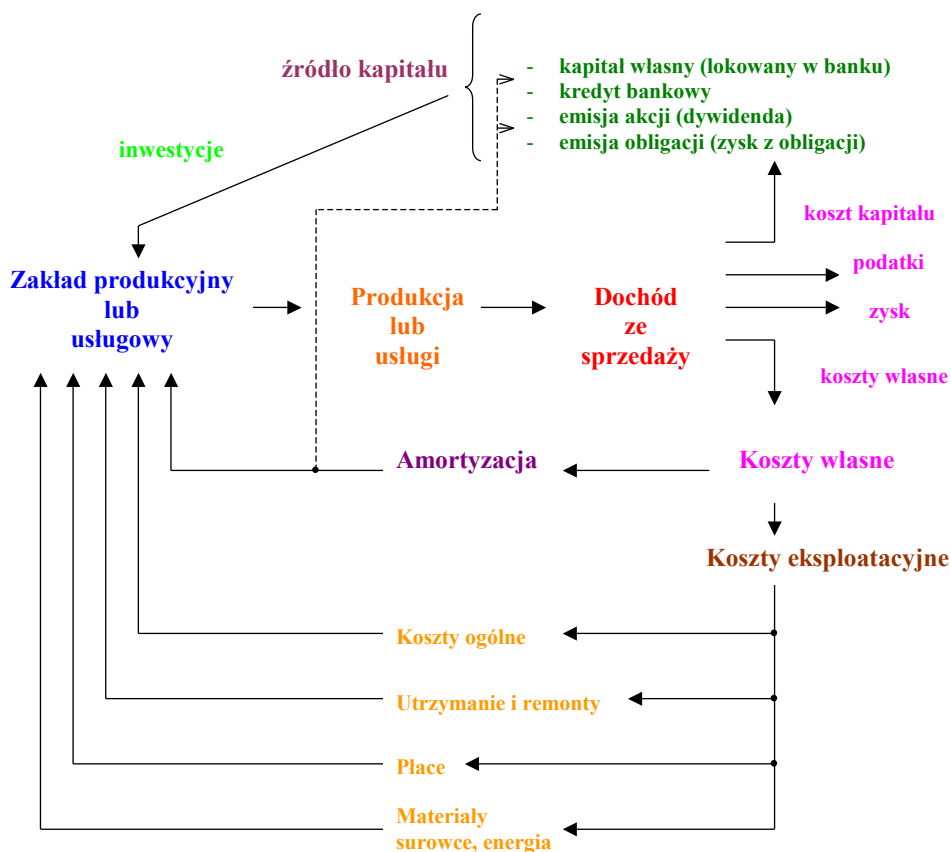 źródło kapitału
- kapitał własny (lokowany w banku)
- kredyt bankowy
- emisja akcji (dywidenda)
- emisja obligacji (zysk z obligacji)
inwestycje
koszt kapitału
podatki
zysk
koszty własne
Zakład produkcyjny
lub
usługowy
Produkcja
lub
usługi
Dochód
ze
sprzedaży
Amortyzacja
Koszty własne
Koszty eksploatacyjne
Koszty ogólne
Utrzymanie i remonty
Płace
Materiały
surowce, energia